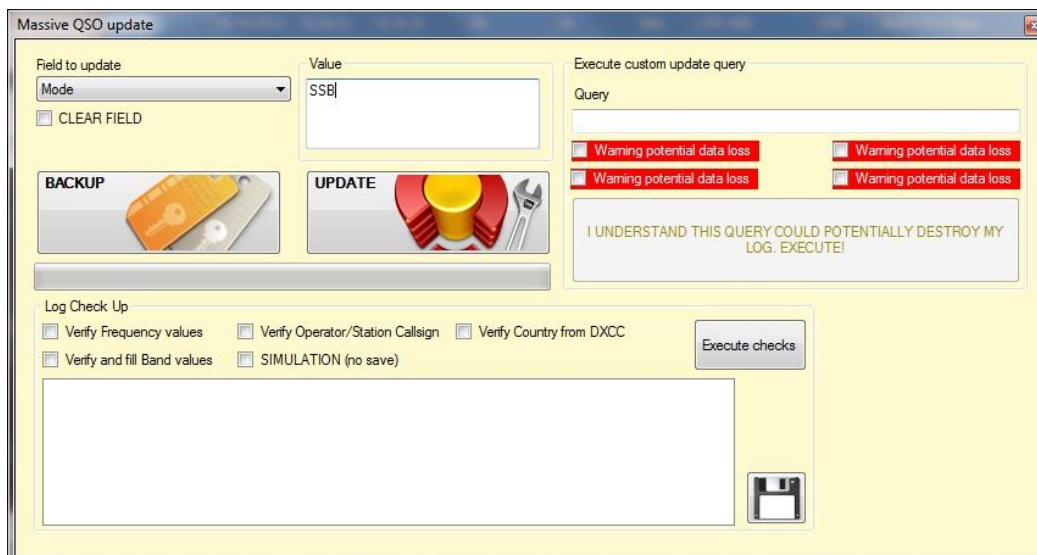 Massive QSO update
Field to update
Mode
CLEAR FIELD
Value
SSB
Execute custom update query
Query
Warning potential data loss
Warning potential data loss
Warning potential data loss
Warning potential data loss
I UNDERSTAND THIS QUERY COULD POTENTIALLY DESTROY MY
LOG. EXECUTE!
BACKUP
UPDATE
Log Check Up
Verify Frequency values
Verify Operator/Station Callsign
Verify Country from DXCC
Verify and fill Band values
SIMULATION (no save)
Execute checks